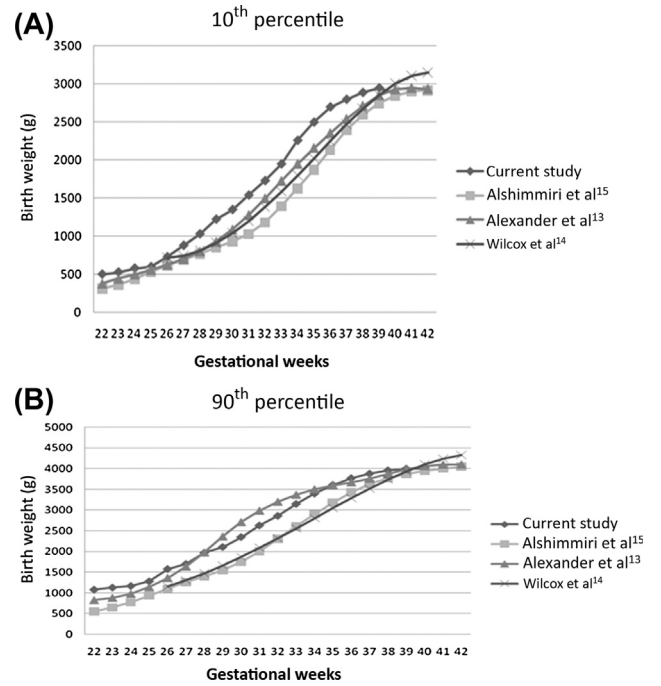 (A)
10th percentile
Birth weight (g)
3500
3000
2500
2000
1500
1000
500
0
22 23 24 25 26 27 28 29 30 31 32 33 34 35 36 37 38 39 40 41 42
Gestational weeks
Current study
Alshimmiri et al15
Alexander et al13
Wilcox et al14
(B)
90th percentile
Birth weight (g)
5000
4500
4000
3500
3000
2500
2000
1500
1000
500
0
22 23 24 25 26 27 28 29 30 31 32 33 34 35 36 37 38 39 40 41 42
Gestational weeks
Current study
Alshimmiri et al15
Alexander et al13
Wilcox et al14